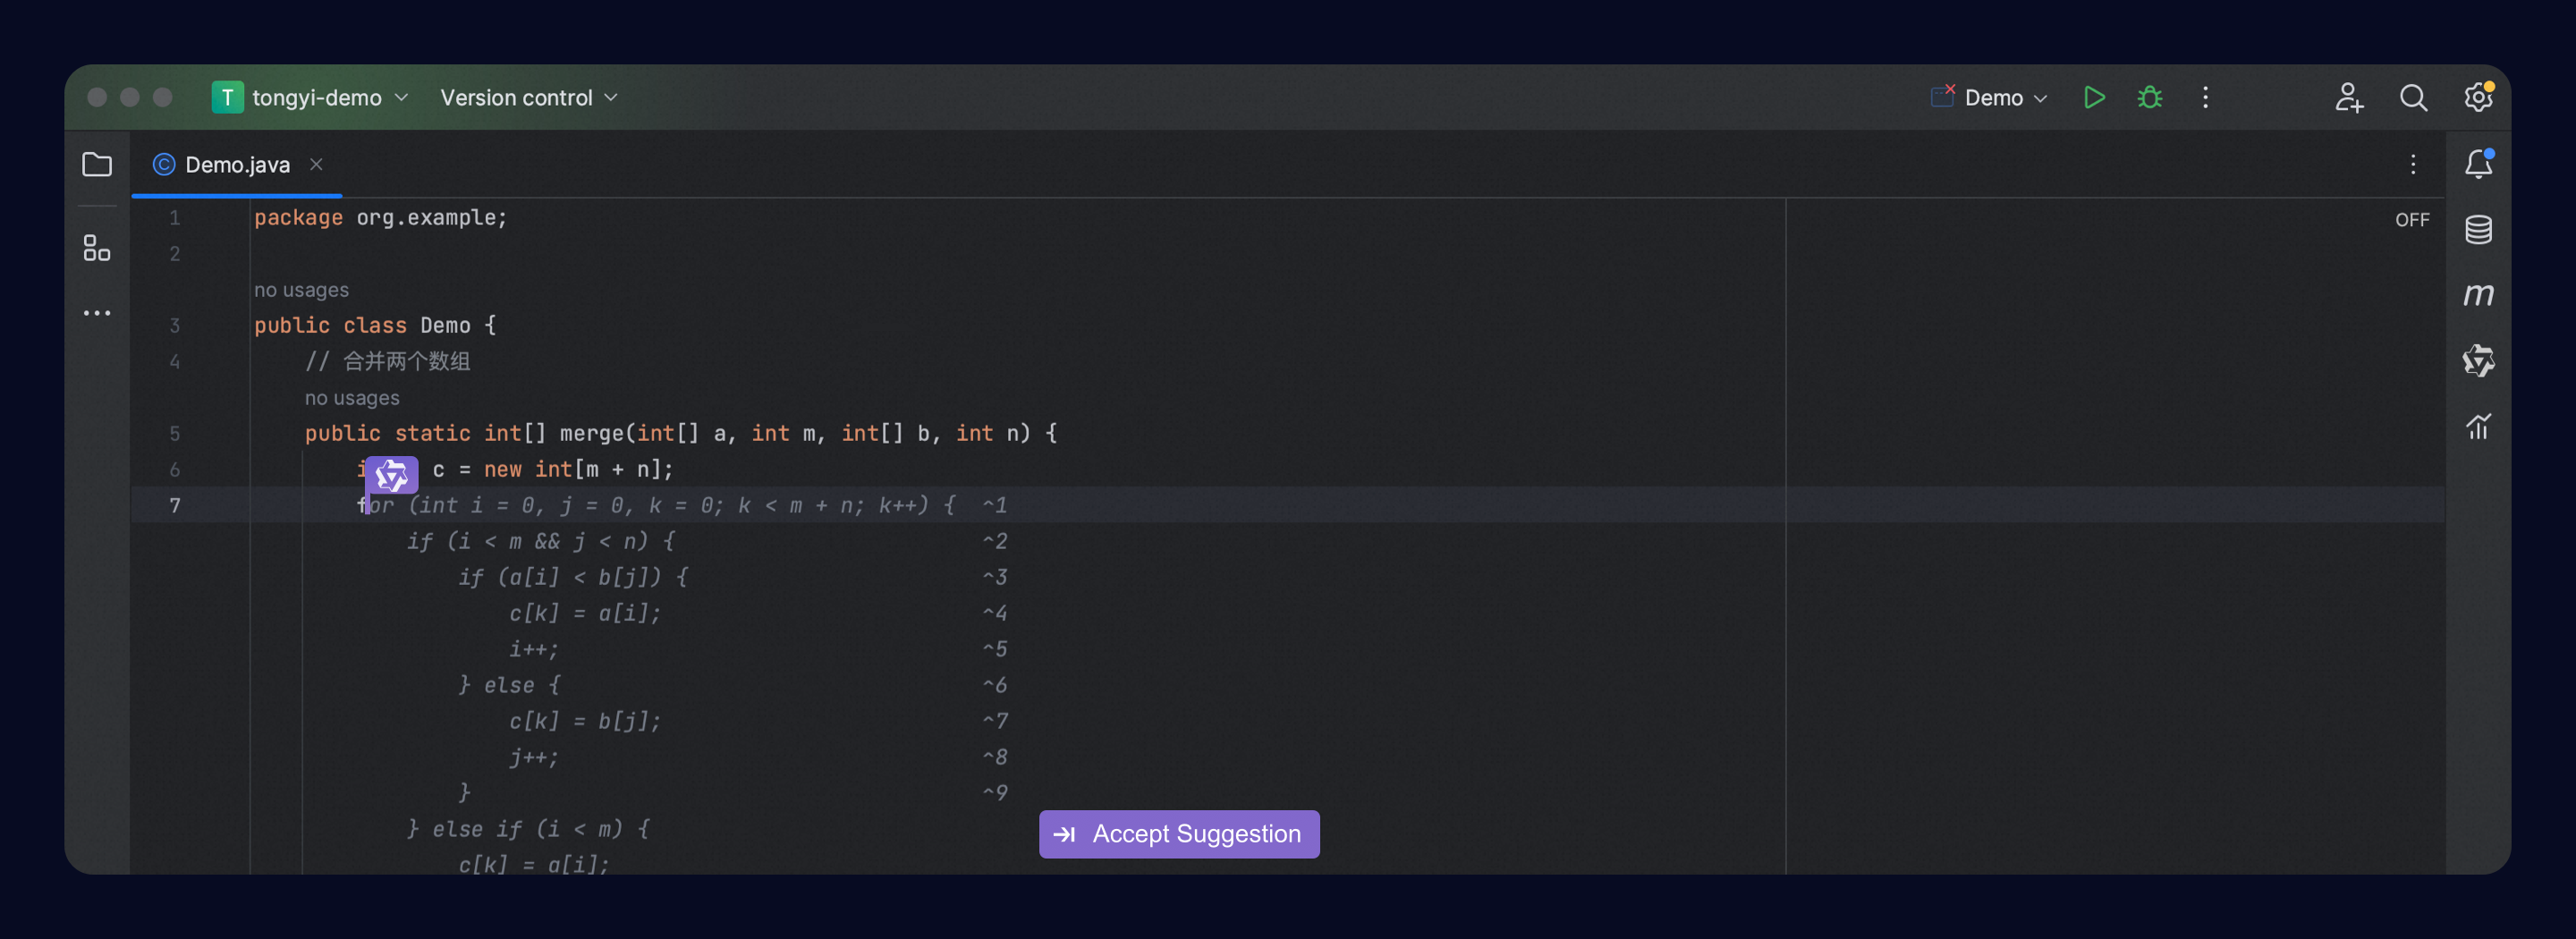 T tongyi-demo Version control Demo
Demo.java
OFF
1 package org.example;
2
no usages
3 public class Demo {
4 // 合并两个数组
no usages
5 public static int[] merge(int[] a, int m, int[] b, int n) {
6 i c = new int[m + n];
7 for (int i = 0, j = 0, k = 0; k < m + n; k++) { ^1
if (i < m && j < n) { ^2
if (a[i] < b[j]) { ^3
c[k] = a[i]; ^4
i++; ^5
} else { ^6
c[k] = b[j]; ^7
j++; ^8
} ^9
} else if (i < m) {
c[k] = a[i];
Accept Suggestion
m